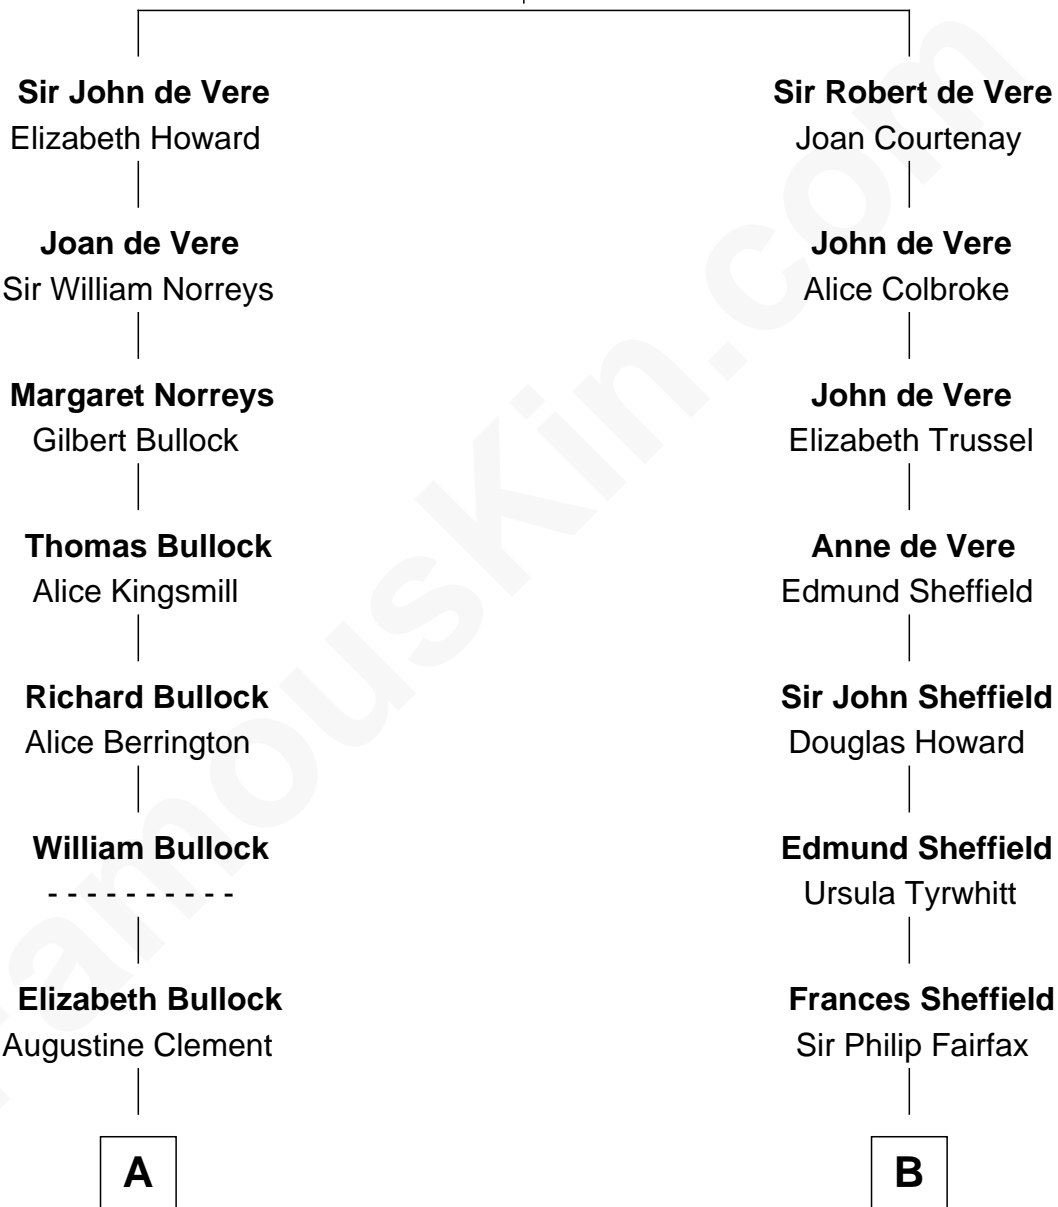 Sir John de Vere
Elizabeth Howard
Joan de Vere
Sir William Norreys
Margaret Norreys
Gilbert Bullock
Thomas Bullock
Alice Kingsmill
Richard Bullock
Alice Berrington
William Bullock
- - - - - - - - - -
Elizabeth Bullock
Augustine Clement
A
Sir Robert de Vere
Joan Courtenay
John de Vere
Alice Colbroke
John de Vere
Elizabeth Trussel
Anne de Vere
Edmund Sheffield
Sir John Sheffield
Douglas Howard
Edmund Sheffield
Ursula Tyrwhitt
Frances Sheffield
Sir Philip Fairfax
B
FamousKin.com